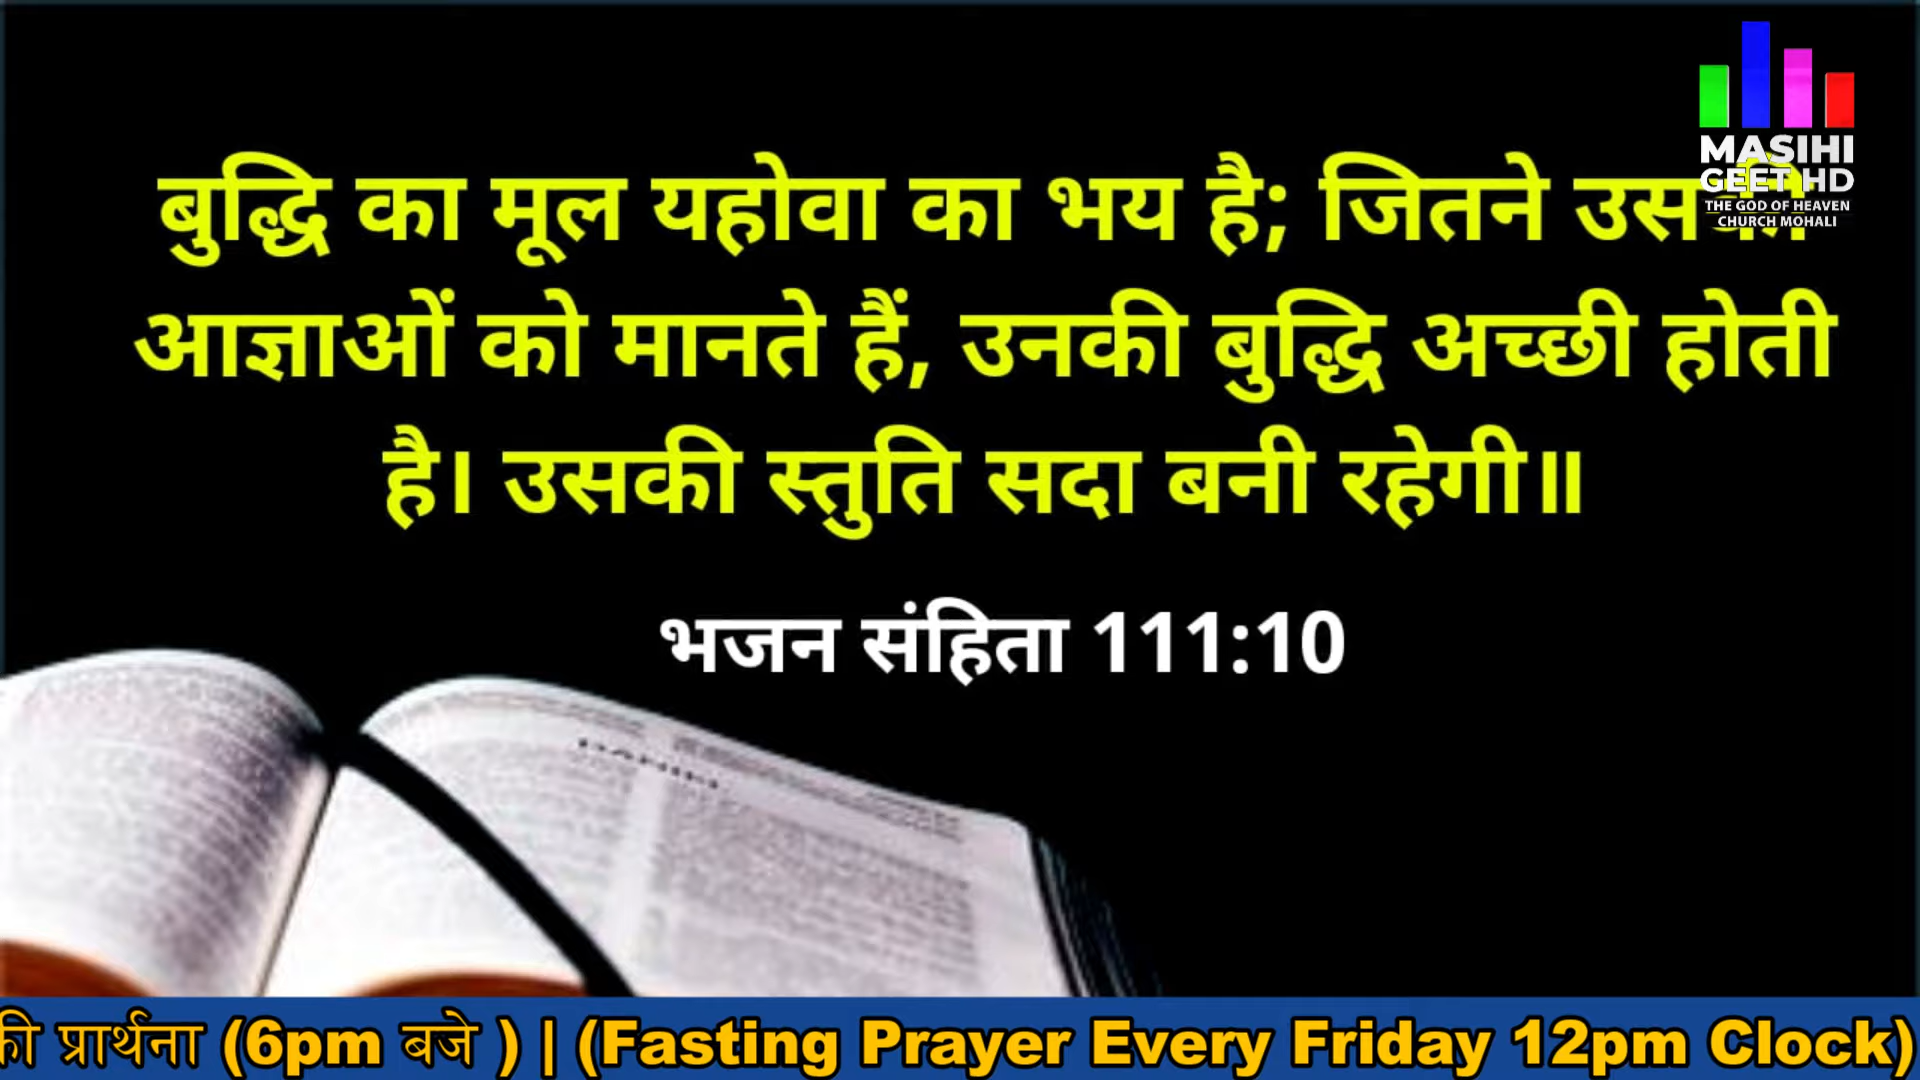 MASIHI
GEET HD
THE GOD OF HEAVEN
CHURCH MOHALI
बुद्धि का मूल यहोवा का भय है; जितने उसकी
आज्ञाओं को मानते हैं, उनकी बुद्धि अच्छी होती
है। उसकी स्तुति सदा बनी रहेगी॥
भजन संहिता 111:10
की प्रार्थना (6pm बजे ) | (Fasting Prayer Every Friday 12pm Clock)